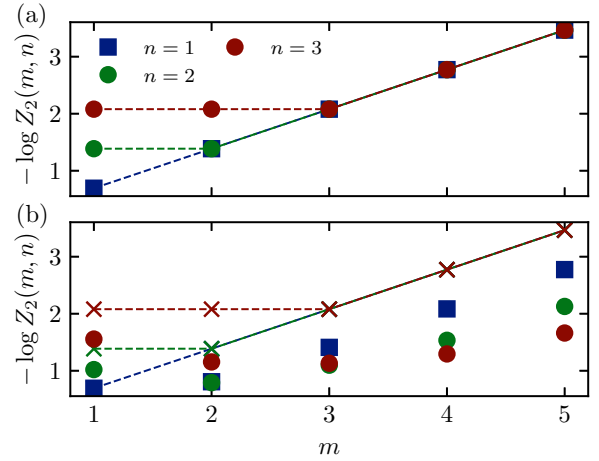 (a)
n = 1 n = 3
n = 2
3
2
1
− log Z₂(m, n)
(b)
3
2
1
− log Z₂(m, n)
1 2 3 4 5
m